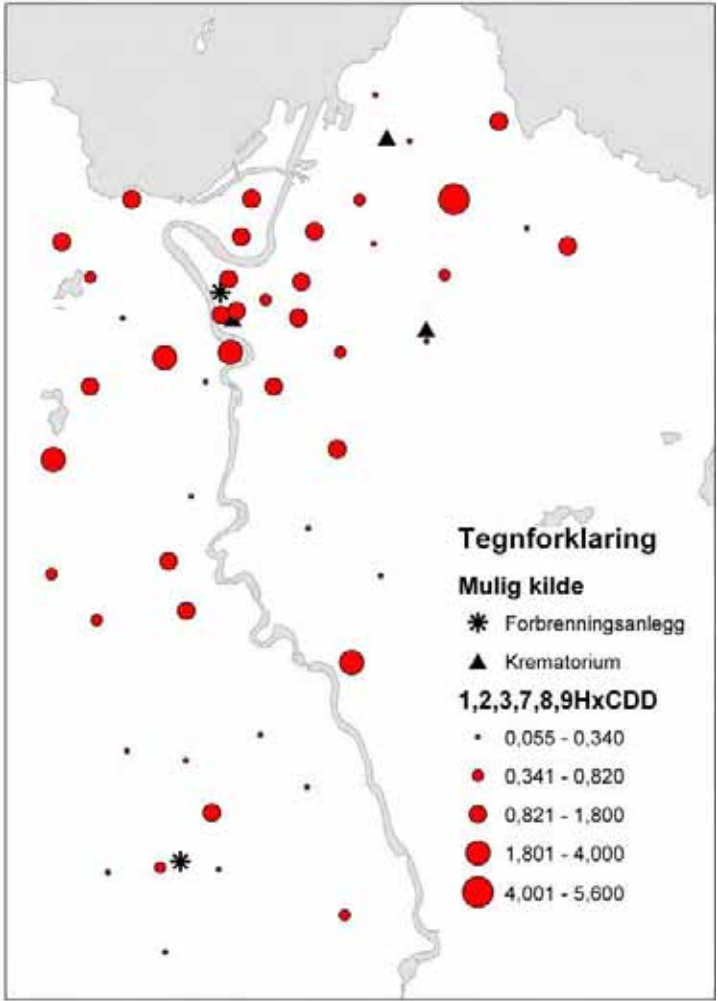 Tegnforklaring
Mulig kilde
Forbrenningsanlegg
Krematorium
1,2,3,7,8,9HxCDD
0,055 - 0,340
0,341 - 0,820
0,821 - 1,800
1,801 - 4,000
4,001 - 5,600